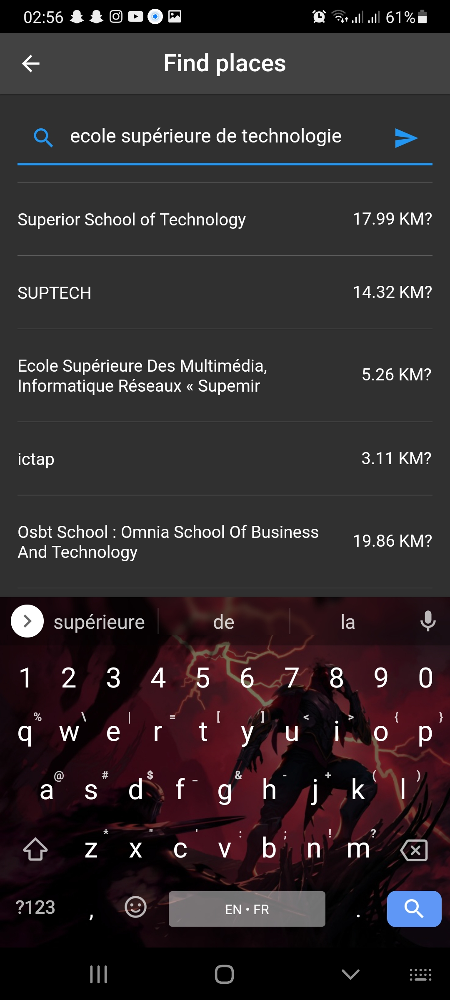 02:56 61%
Find places
ecole supérieure de technologie
Superior School of Technology 17.99 KM?
SUPTECH 14.32 KM?
Ecole Supérieure Des Multimédia,
Informatique Réseaux « Supemir 5.26 KM?
ictap 3.11 KM?
Osbt School : Omnia School Of Business
And Technology 19.86 KM?
supérieure de la
1 2 3 4 5 6 7 8 9 0
% \ | = [ ] < > { }
q w e r t y u i o p
@ # $ _ & - + ( )
a s d f g h j k l
* " ' : ; ! ?
z x c v b n m
?123 , EN • FR .